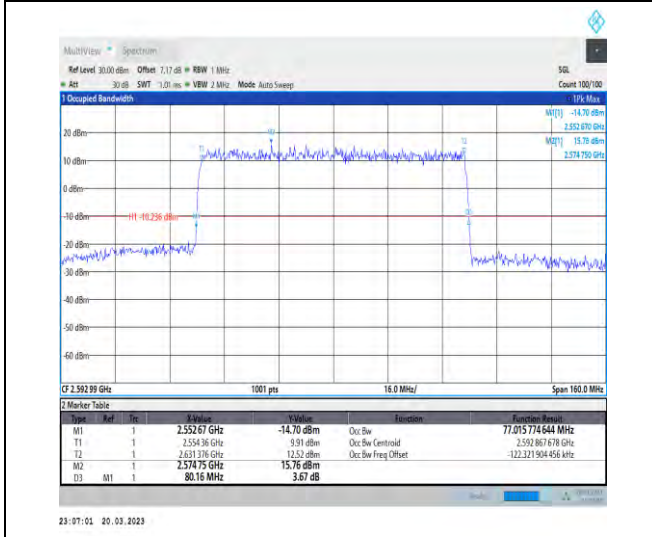 MultiView Spectrum
Ref Level 30.00 dBm Offset 7.17 dB RBW 1 MHz SGL
Att 30 dB SWT 1.01 ms VBW 2 MHz Mode Auto Sweep Count 100/100
1 Occupied Bandwidth 1Pk Max
M1[1] -14.70 dBm
2.552 670 GHz
M2[1] 15.76 dBm
2.574 750 GHz
20 dBm
10 dBm
0 dBm
-10 dBm H1 -10.236 dBm
-20 dBm
-30 dBm
-40 dBm
-50 dBm
-60 dBm
T1
T2
M2
M1
D3
CF 2.592 99 GHz 1001 pts 16.0 MHz/ Span 160.0 MHz
2 Marker Table
Type Ref Trc X-Value Y-Value Function Function Result
M1 1 2.552 67 GHz -14.70 dBm Occ Bw 77.015 774 644 MHz
T1 1 2.554 36 GHz 9.91 dBm Occ Bw Centroid 2.592 867 678 GHz
T2 1 2.631 376 GHz 12.52 dBm Occ Bw Freq Offset -122.321 904 456 kHz
M2 1 2.574 75 GHz 15.76 dBm
D3 M1 1 80.16 MHz 3.67 dB
23:07:01 20.03.2023